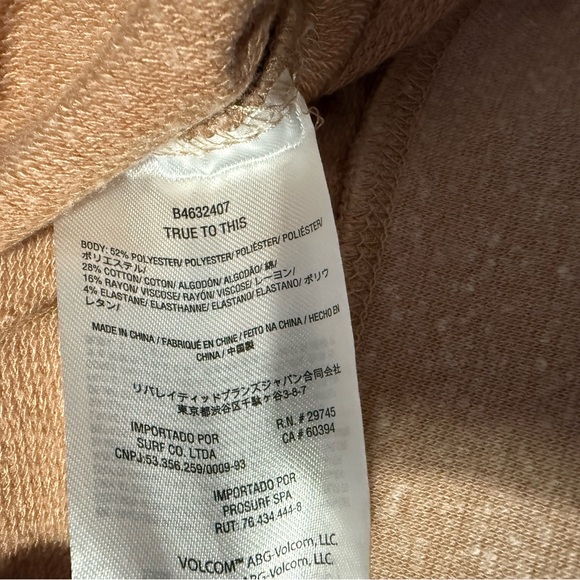 B4632407
TRUE TO THIS
BODY: 52% POLYESTER/ POLYESTER/ POLIÉSTER/ POLIÉSTER/
ポリエステル/
28% COTTON/ COTON/ ALGODÓN/ ALGODÃO/ 綿/
16% RAYON/ VISCOSE/ RAYÓN/ VISCOSE/ レーヨン/
4% ELASTANE/ ELASTHANNE/ ELASTANO/ ELASTANO/ ポリウ
レタン/
MADE IN CHINA / FABRIQUÉ EN CHINE / FEITO NA CHINA / HECHO EN
CHINA / 中国製
リバレイティッドブランズジャパン合同会社
東京都渋谷区千駄ヶ谷3-8-7
IMPORTADO POR
SURF CO. LTDA
CNPJ:53.356.259/0009-93
R.N. # 29745
CA # 60394
IMPORTADO POR
PROSURF SPA
RUT: 76.434.444-8
VOLCOM™ ABG-Volcom, LLC.
ABG-Volcom, LLC.